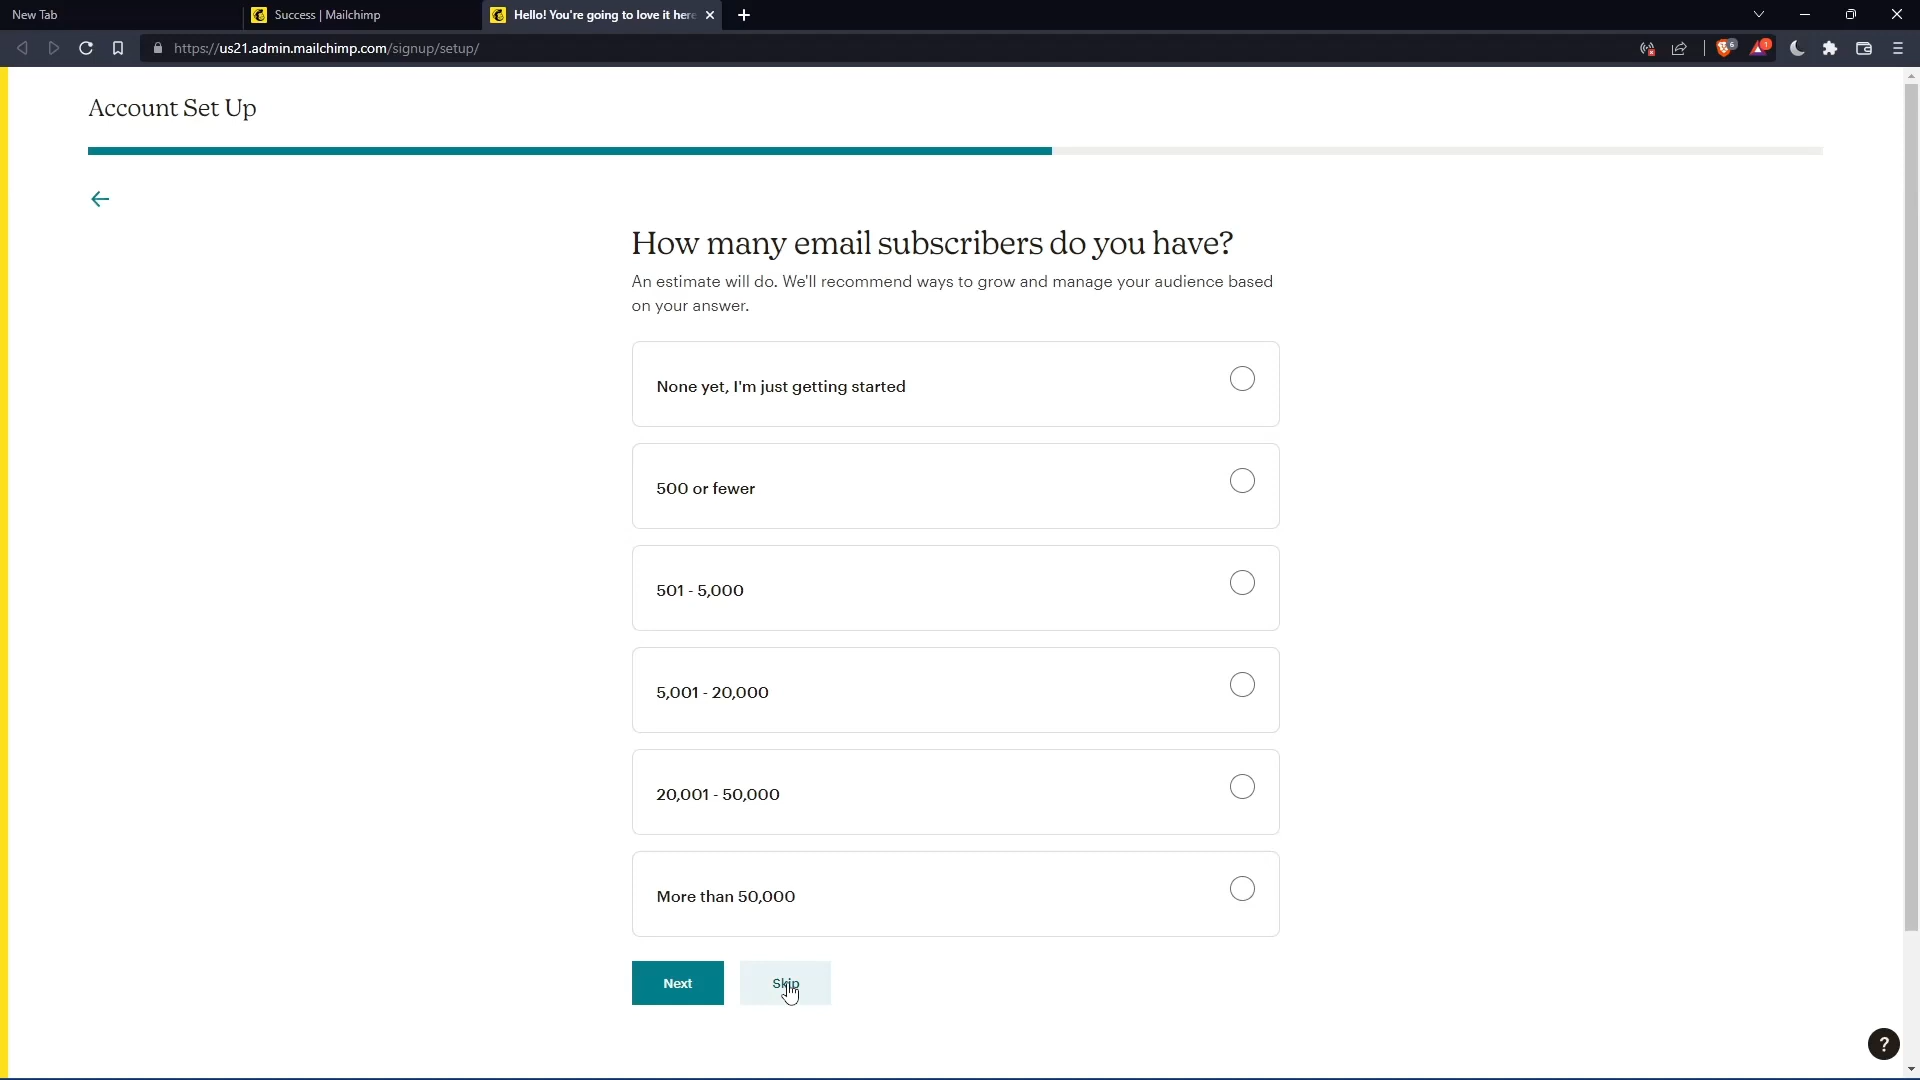 New Tab
Success | Mailchimp
Hello! You're going to love it here
https://us21.admin.mailchimp.com/signup/setup/
6
1
Account Set Up
How many email subscribers do you have?
An estimate will do. We'll recommend ways to grow and manage your audience based
on your answer.
None yet, I'm just getting started
500 or fewer
501 - 5,000
5,001 - 20,000
20,001 - 50,000
More than 50,000
Next
Skip
?